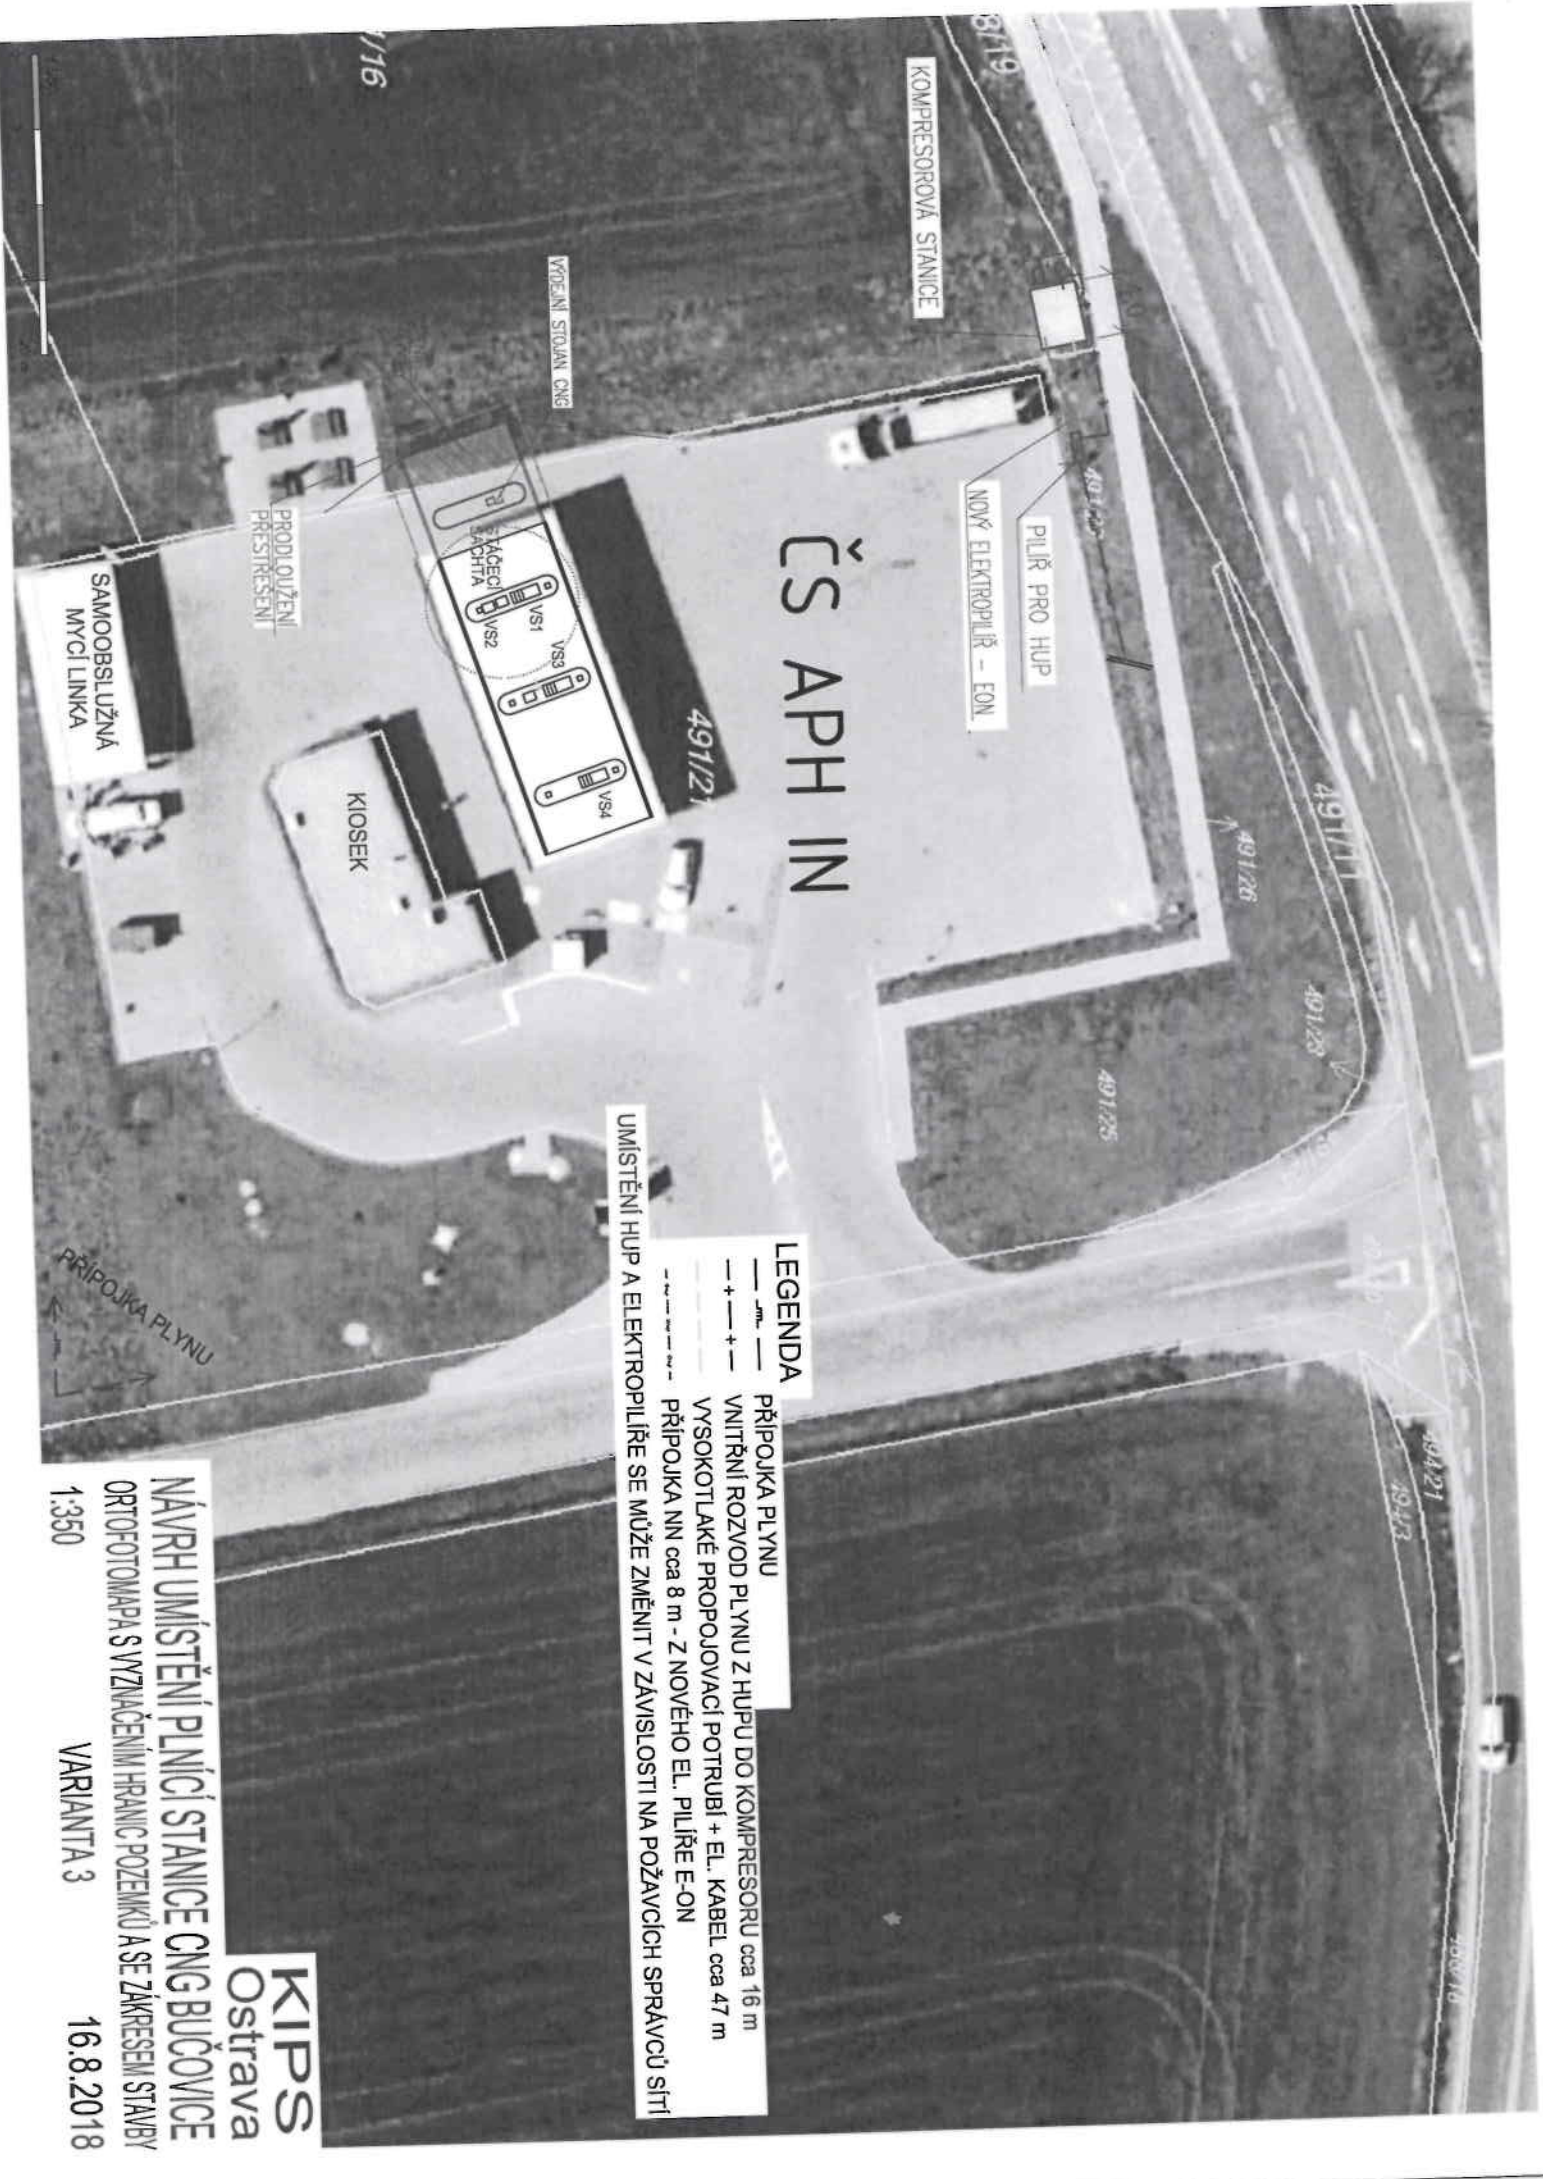 8/19
7/16
KOMPRESOROVÁ STANICE
VÝDEJNÍ STOJAN CNG
PILÍŘ PRO HUP
NOVÝ ELEKTROPILÍŘ - EON
ČS APH IN
491/21
491/11
491/26
491/28
491/25
494/21
494/3
STÁČECÍ
ŠACHTA
VS1
VS2
VS3
VS4
PRODLOUŽENÍ
PŘESTŘEŠENÍ
SAMOOBSLUŽNÁ
MYCÍ LINKA
KIOSEK
PŘÍPOJKA PLYNU
LEGENDA
PŘÍPOJKA PLYNU
VNITŘNÍ ROZVOD PLYNU Z HUPU DO KOMPRESORU cca 16 m
VYSOKOTLAKÉ PROPOJOVACÍ POTRUBÍ + EL. KABEL cca 47 m
PŘÍPOJKA NN cca 8 m - Z NOVÉHO EL. PILÍŘE E-ON
UMÍSTĚNÍ HUP A ELEKTROPILÍŘE SE MŮŽE ZMĚNIT V ZÁVISLOSTI NA POŽAVCÍCH SPRÁVCŮ SÍTÍ
KIPS
Ostrava
NÁVRH UMÍSTĚNÍ PLNÍCÍ STANICE CNG BUČOVICE
ORTOFOTOMAPA S VYZNAČENÍM HRANIC POZEMKŮ A SE ZÁKRESEM STAVBY
1:350 VARIANTA 3 16.8.2018